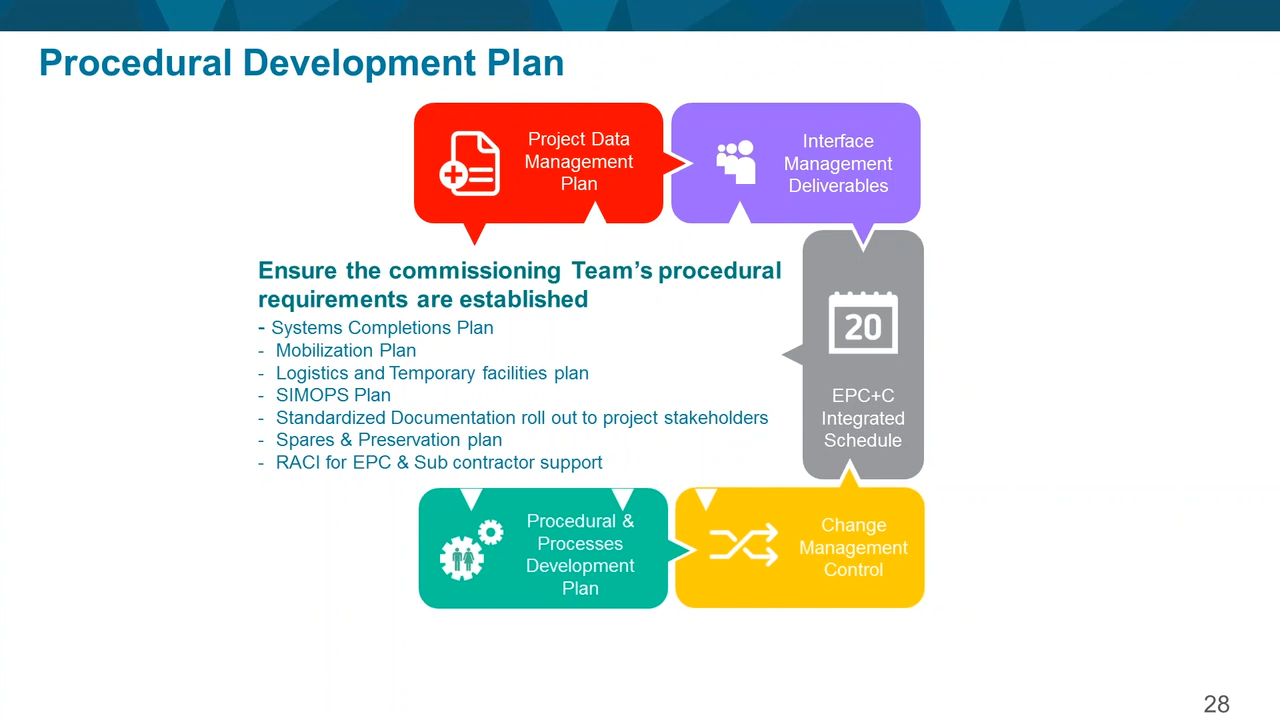 Procedural Development Plan
Project Data
Management
Plan
Interface
Management
Deliverables
Ensure the commissioning Team’s procedural
requirements are established
- Systems Completions Plan
- Mobilization Plan
- Logistics and Temporary facilities plan
- SIMOPS Plan
- Standardized Documentation roll out to project stakeholders
- Spares & Preservation plan
- RACI for EPC & Sub contractor support
20
EPC+C
Integrated
Schedule
Procedural &
Processes
Development
Plan
Change
Management
Control
28